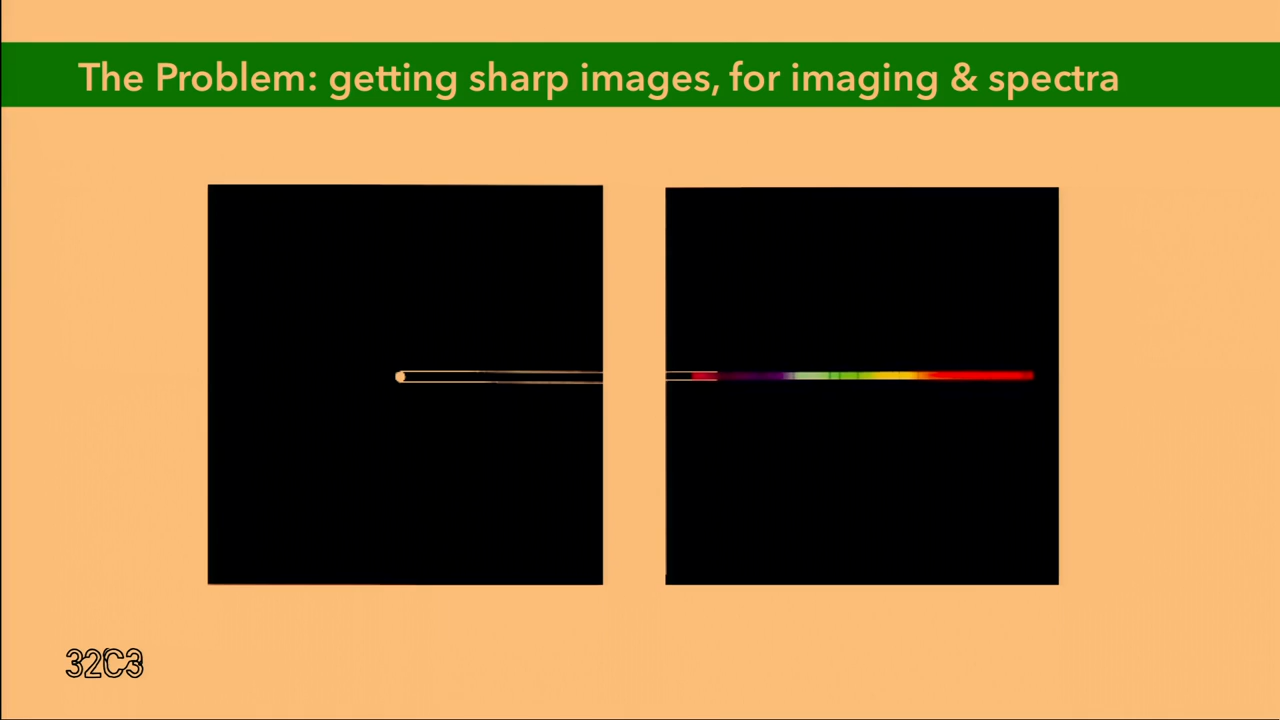 The Problem: getting sharp images, for imaging & spectra
32C3